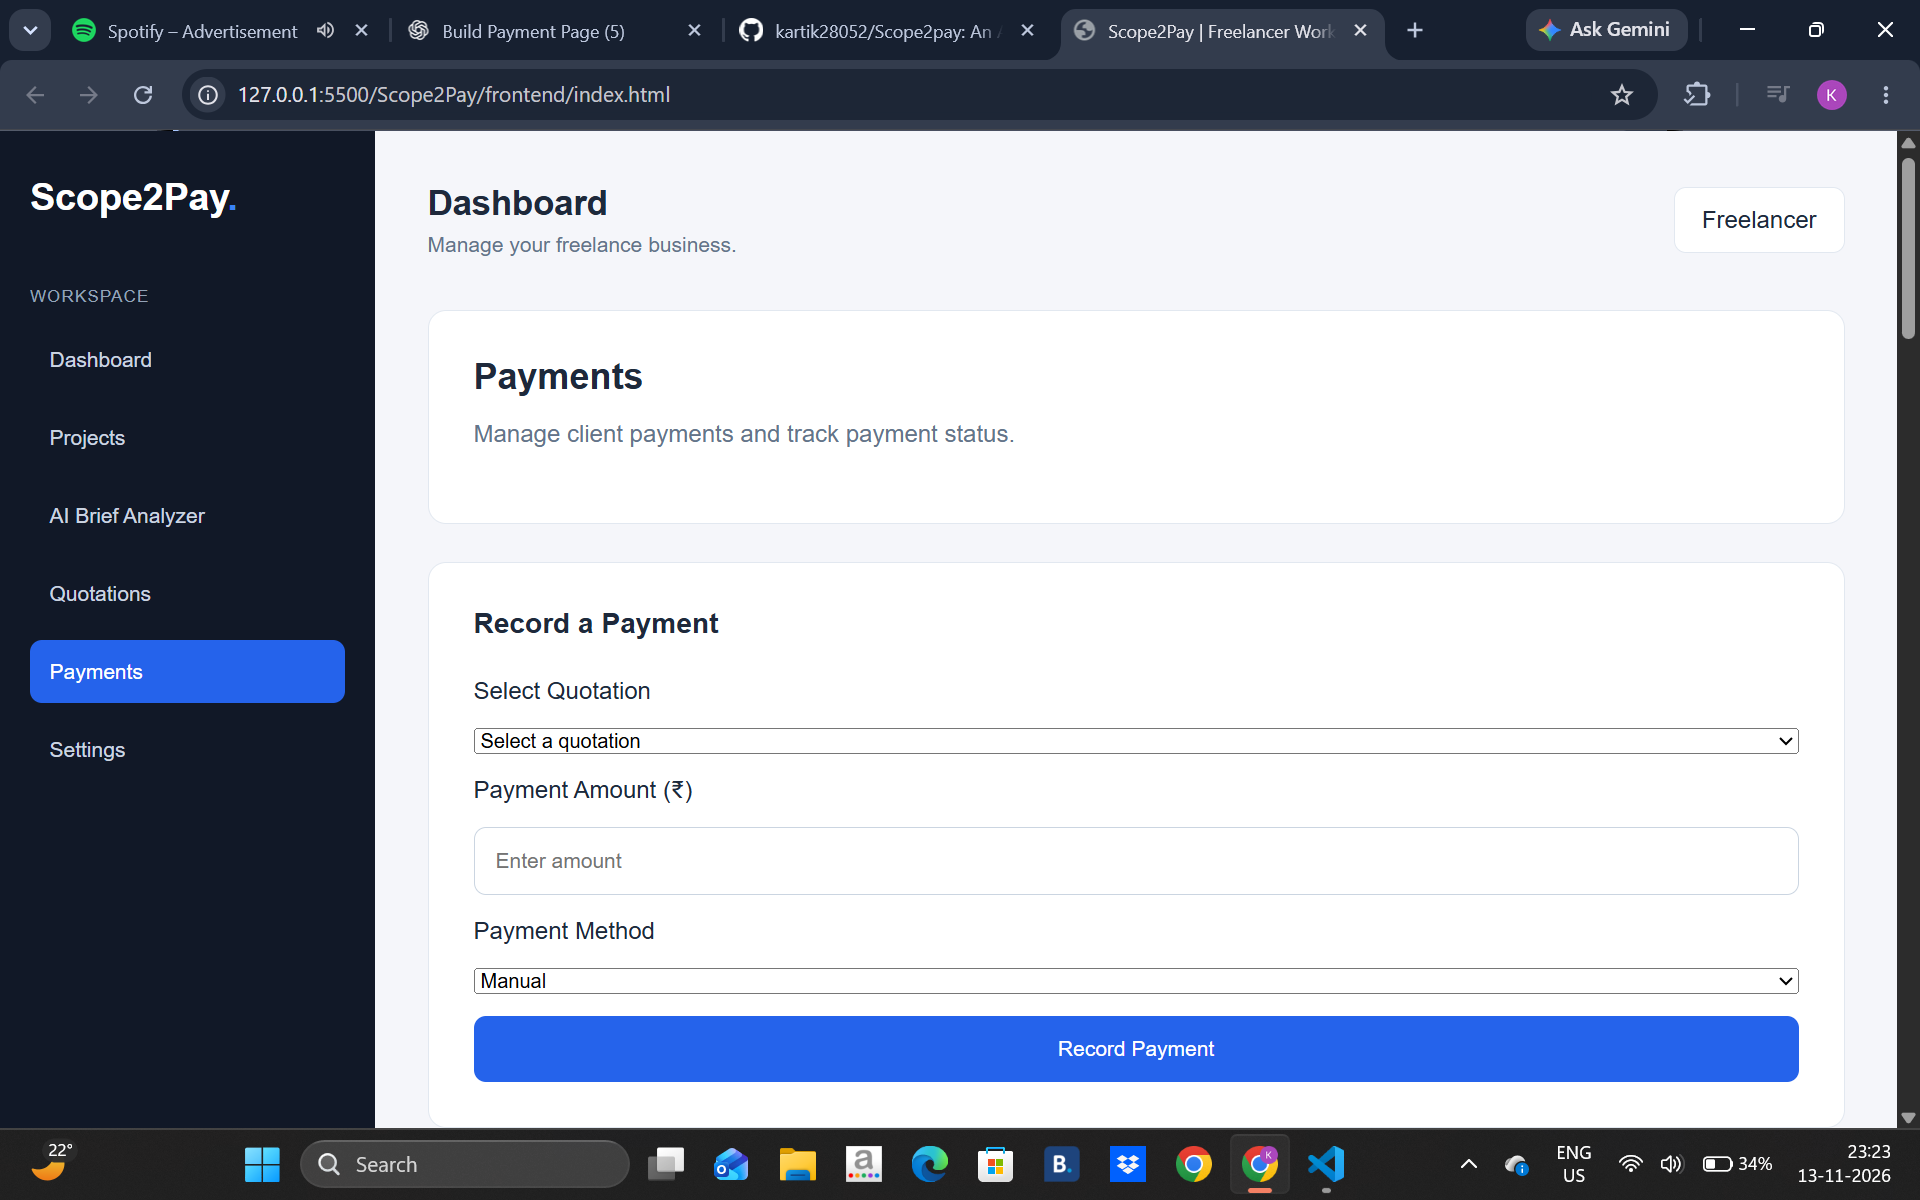 Spotify – Advertisement
Build Payment Page (5)
kartik28052/Scope2pay: An
Scope2Pay | Freelancer Work
Ask Gemini
127.0.0.1:5500/Scope2Pay/frontend/index.html
K
Scope2Pay.
WORKSPACE
Dashboard
Projects
AI Brief Analyzer
Quotations
Payments
Settings
Dashboard
Manage your freelance business.
Freelancer
Payments
Manage client payments and track payment status.
Record a Payment
Select Quotation
Select a quotation
Payment Amount (₹)
Enter amount
Payment Method
Manual
Record Payment
22°
Search
a
B.
K
ENG
US
34%
23:23
13-11-2026